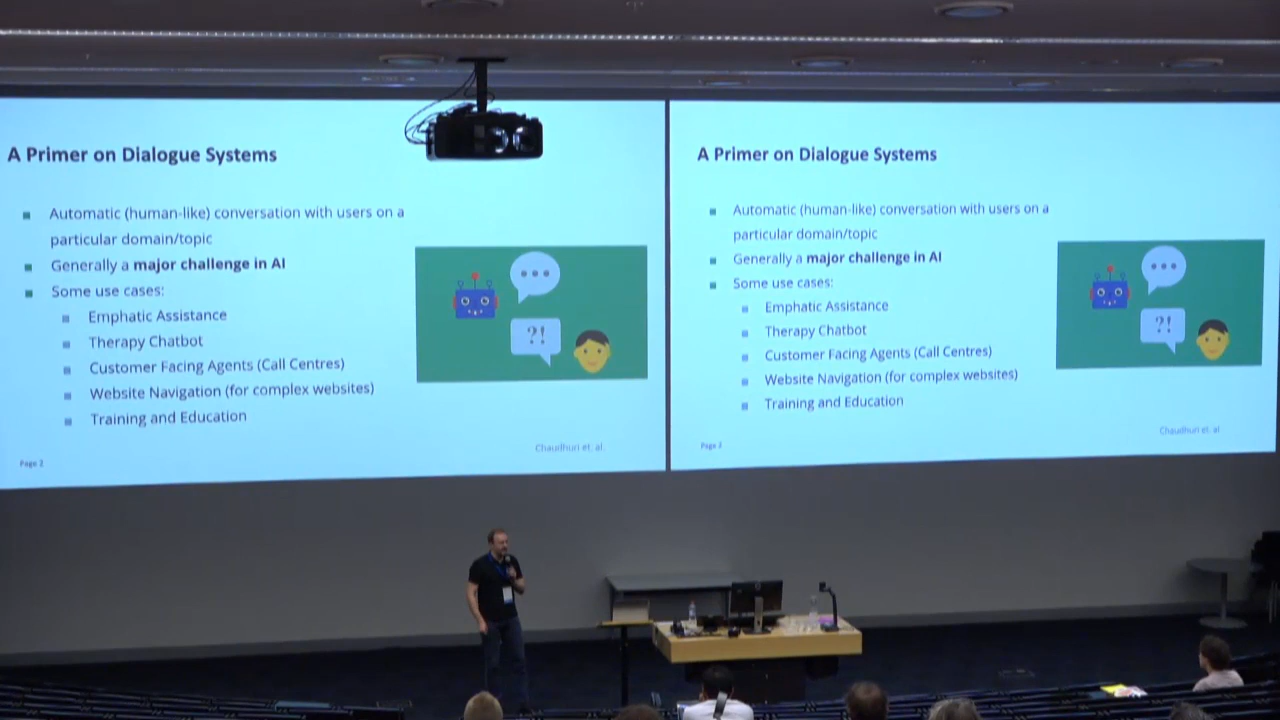 A Primer on Dialogue Systems
Automatic (human-like) conversation with users on a
particular domain/topic
Generally a major challenge in AI
Some use cases:
Emphatic Assistance
Therapy Chatbot
Customer Facing Agents (Call Centres)
Website Navigation (for complex websites)
Training and Education
?!
Chaudhuri et. al.
Page 2
A Primer on Dialogue Systems
Automatic (human-like) conversation with users on a
particular domain/topic
Generally a major challenge in AI
Some use cases:
Emphatic Assistance
Therapy Chatbot
Customer Facing Agents (Call Centres)
Website Navigation (for complex websites)
Training and Education
?!
Chaudhuri et. al.
Page 2